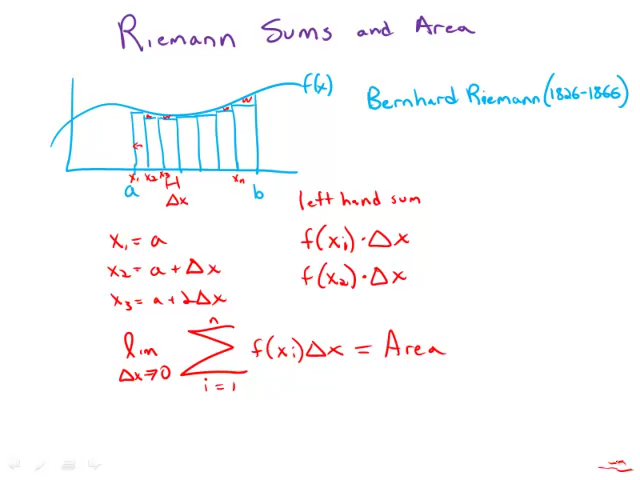 Riemann Sums and Area
f(x)
Bernhard Riemann (1826-1866)
x₁ x₂ x₃ xₙ
a b
Δx
left hand sum
x₁ = a
f(x₁)·Δx
x₂ = a + Δx
f(x₂)·Δx
x₃ = a + 2Δx
lim Δx→0 ∑ i=1 n f(xᵢ)Δx = Area